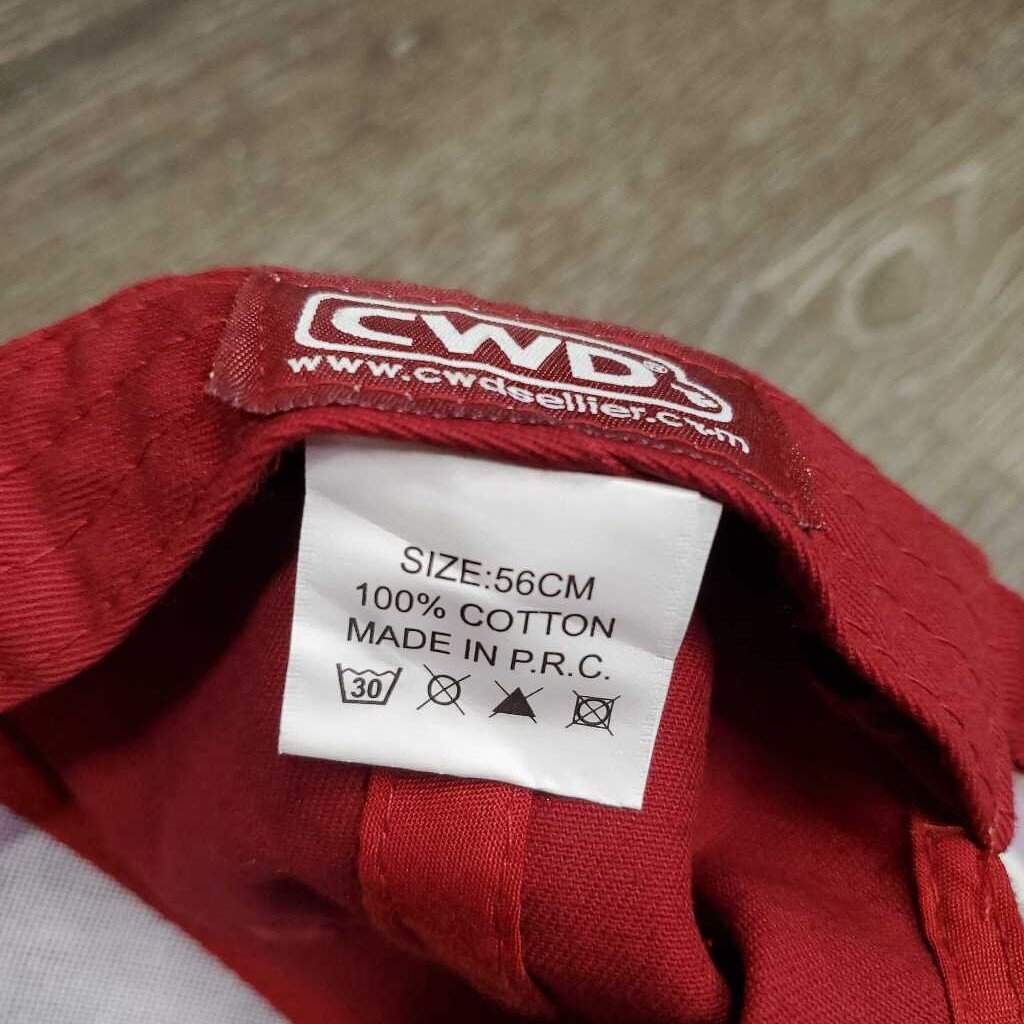 CWD®
www.cwdsellier.com
SIZE:56CM
100% COTTON
MADE IN P.R.C.
30